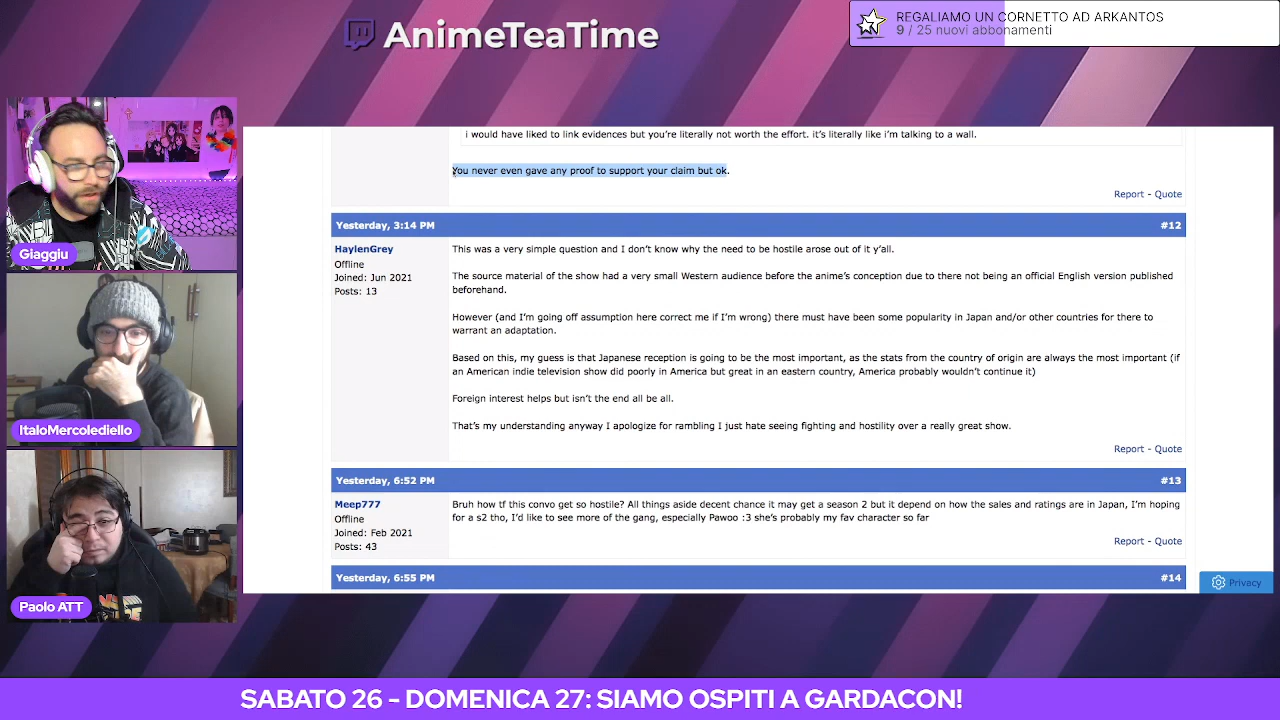 AnimeTeaTime
REGALIAMO UN CORNETTO AD ARKANTOS
9 / 25 nuovi abbonamenti
i would have liked to link evidences but you're literally not worth the effort. it's literally like i'm talking to a wall.
You never even gave any proof to support your claim but ok.
Report - Quote
Yesterday, 3:14 PM #12
HaylenGrey
Offline
Joined: Jun 2021
Posts: 13
This was a very simple question and I don't know why the need to be hostile arose out of it y'all.
The source material of the show had a very small Western audience before the anime's conception due to there not being an official English version published
beforehand.
However (and I'm going off assumption here correct me if I'm wrong) there must have been some popularity in Japan and/or other countries for there to
warrant an adaptation.
Based on this, my guess is that Japanese reception is going to be the most important, as the stats from the country of origin are always the most important (if
an American indie television show did poorly in America but great in an eastern country, America probably wouldn't continue it)
Foreign interest helps but isn't the end all be all.
That's my understanding anyway I apologize for rambling I just hate seeing fighting and hostility over a really great show.
Report - Quote
Yesterday, 6:52 PM #13
Meep777
Offline
Joined: Feb 2021
Posts: 43
Bruh how tf this convo get so hostile? All things aside decent chance it may get a season 2 but it depend on how the sales and ratings are in Japan, I'm hoping
for a s2 tho, I'd like to see more of the gang, especially Pawoo :3 she's probably my fav character so far
Report - Quote
Yesterday, 6:55 PM #14
Privacy
Giaggiu
ItaloMercolediello
Paolo ATT
SABATO 26 - DOMENICA 27: SIAMO OSPITI A GARDACON!